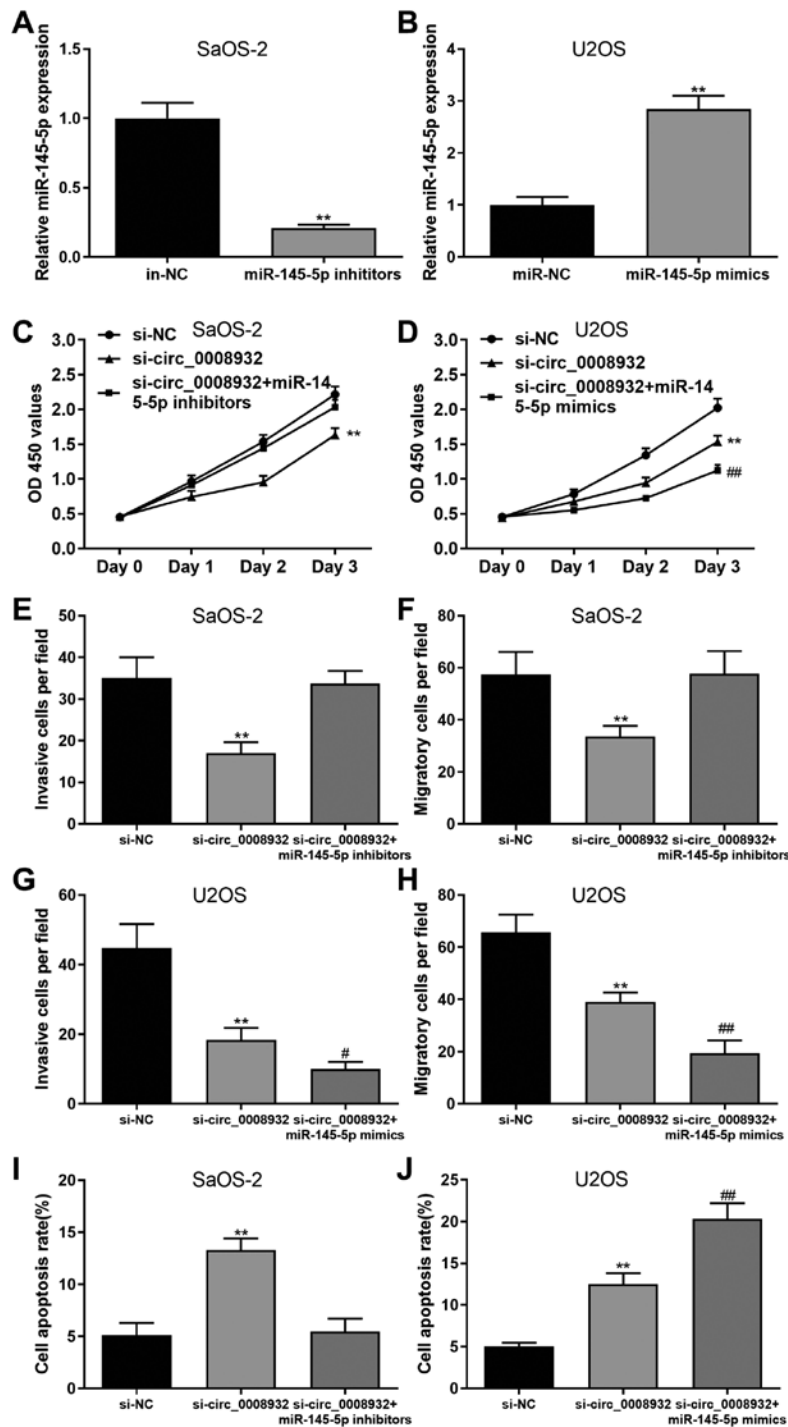 A
SaOS-2
Relative miR-145-5p expression
1.5
1.0
0.5
0.0
**
in-NC
miR-145-5p inhititors
B
U2OS
Relative miR-145-5p expression
4
3
2
1
0
**
miR-NC
miR-145-5p mimics
C
SaOS-2
si-NC
si-circ_0008932
si-circ_0008932+miR-14
5-5p inhibitors
OD 450 values
3.0
2.5
2.0
1.5
1.0
0.5
0.0
**
Day 0
Day 1
Day 2
Day 3
D
U2OS
si-NC
si-circ_0008932
si-circ_0008932+miR-14
5-5p mimics
OD 450 values
3.0
2.5
2.0
1.5
1.0
0.5
0.0
**
##
Day 0
Day 1
Day 2
Day 3
E
SaOS-2
Invasive cells per field
50
40
30
20
10
0
**
si-NC
si-circ_0008932
si-circ_0008932+
miR-145-5p inhibitors
F
SaOS-2
Migratory cells per field
80
60
40
20
0
**
si-NC
si-circ_0008932
si-circ_0008932+
miR-145-5p inhibitors
G
U2OS
Invasive cells per field
60
40
20
0
**
#
si-NC
si-circ_0008932
si-circ_0008932+
miR-145-5p mimics
H
U2OS
Migratory cells per field
80
60
40
20
0
**
##
si-NC
si-circ_0008932
si-circ_0008932+
miR-145-5p mimics
I
SaOS-2
Cell apoptosis rate(%)
20
15
10
5
0
**
si-NC
si-circ_0008932
si-circ_0008932+
miR-145-5p inhibitors
J
U2OS
Cell apoptosis rate(%)
25
20
15
10
5
0
**
##
si-NC
si-circ_0008932
si-circ_0008932+
miR-145-5p mimics